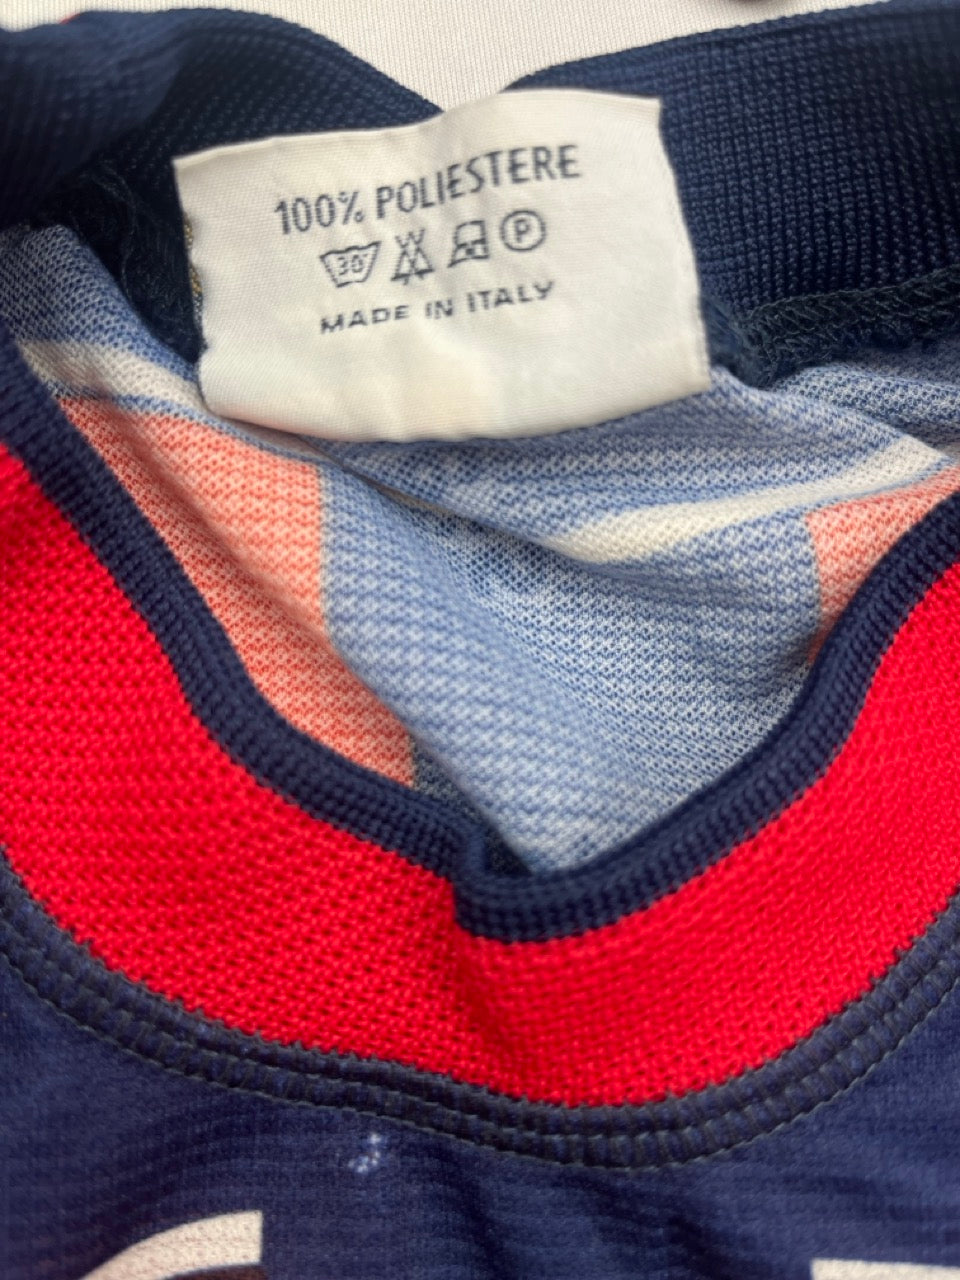 100% POLIESTERE
30° P
MADE IN ITALY